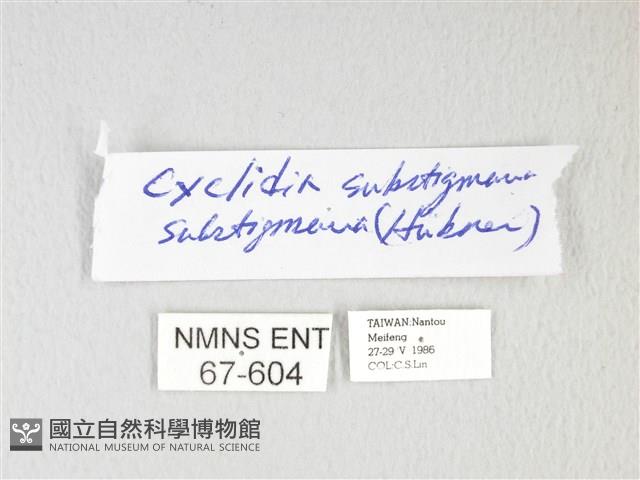 Cyclidia substigmaria
substigmaria (Hübner)
NMNS ENT
67-604
TAIWAN:Nantou
Meifeng
27-29 V 1986
COL:C.S.Lin
國立自然科學博物館
NATIONAL MUSEUM OF NATURAL SCIENCE